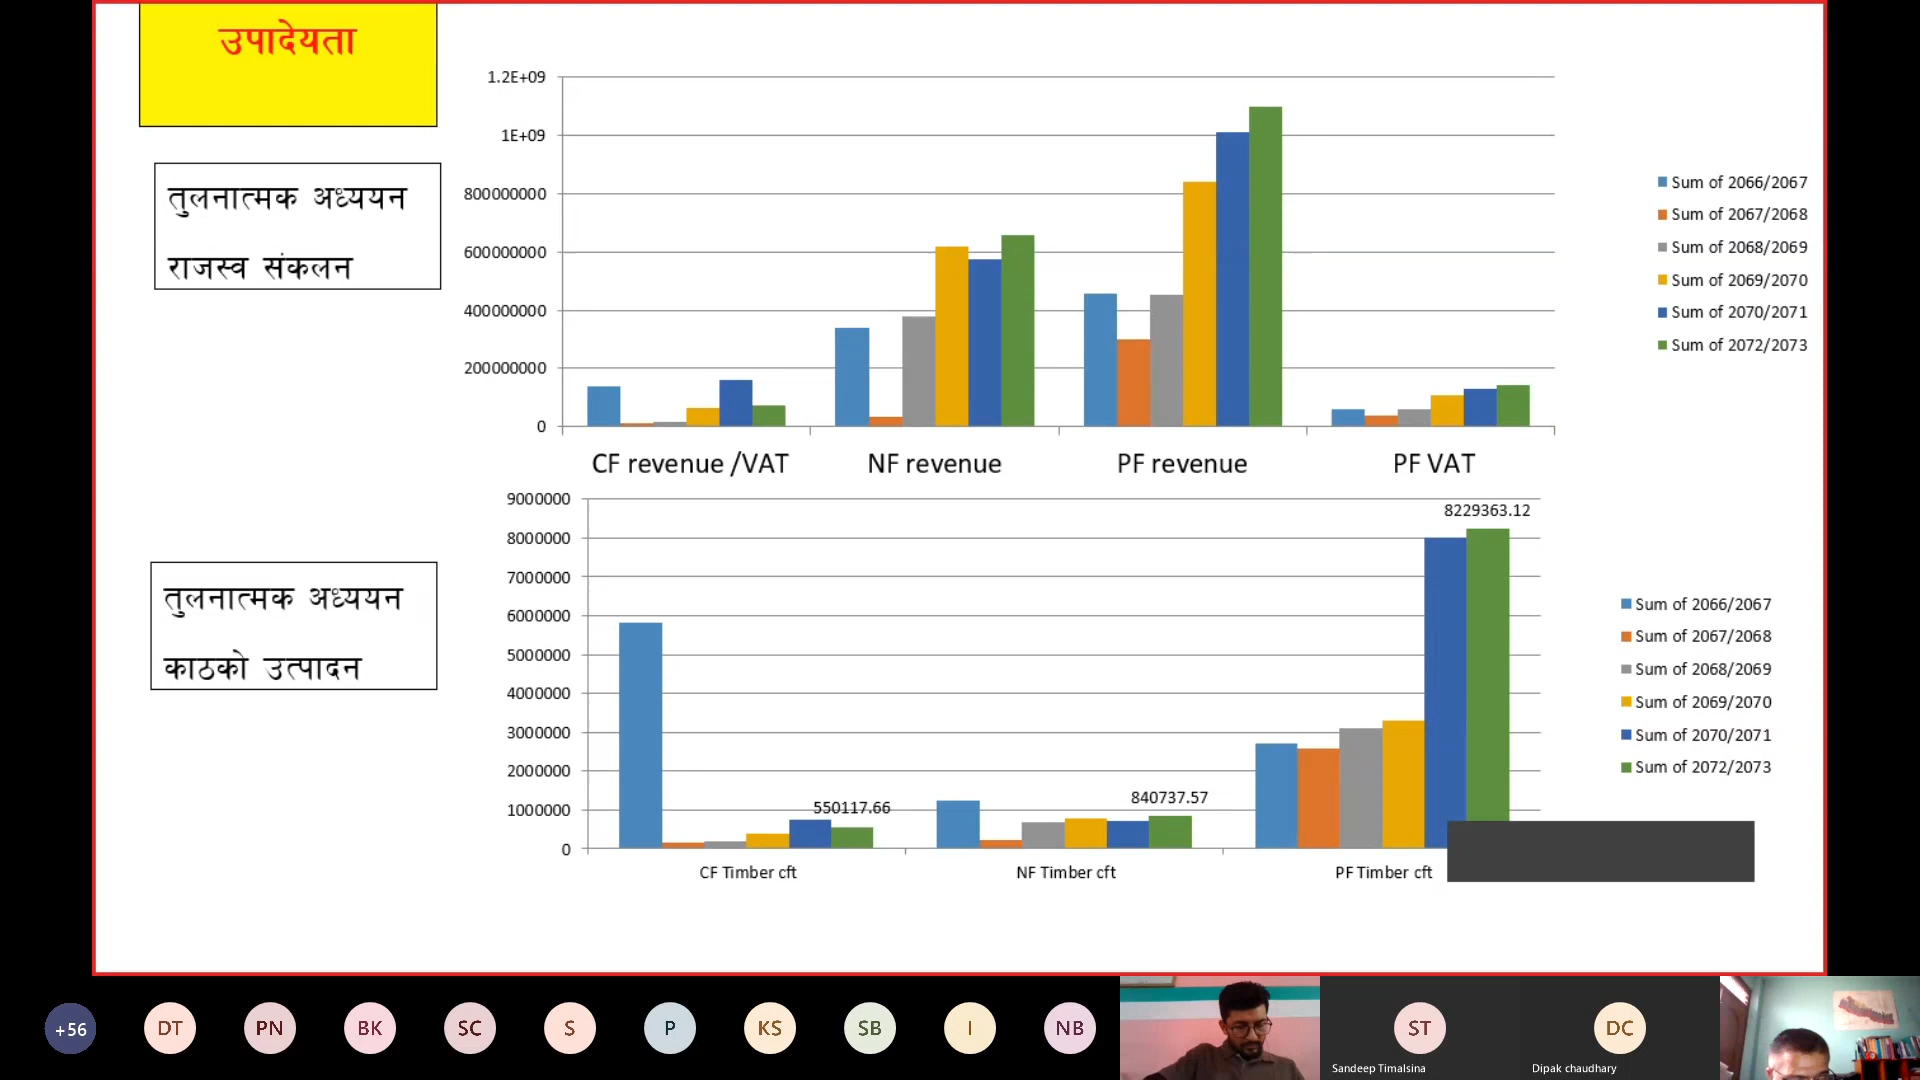 उपादेयता
तुलनात्मक अध्ययन
राजस्व संकलन
1.2E+09
1E+09
800000000
600000000
400000000
200000000
0
CF revenue /VAT
NF revenue
PF revenue
PF VAT
Sum of 2066/2067
Sum of 2067/2068
Sum of 2068/2069
Sum of 2069/2070
Sum of 2070/2071
Sum of 2072/2073
तुलनात्मक अध्ययन
काठको उत्पादन
9000000
8000000
7000000
6000000
5000000
4000000
3000000
2000000
1000000
0
550117.66
840737.57
8229363.12
CF Timber cft
NF Timber cft
PF Timber cft
Sum of 2066/2067
Sum of 2067/2068
Sum of 2068/2069
Sum of 2069/2070
Sum of 2070/2071
Sum of 2072/2073
+56
DT
PN
BK
SC
S
P
KS
SB
I
NB
ST
Sandeep Timalsina
DC
Dipak chaudhary